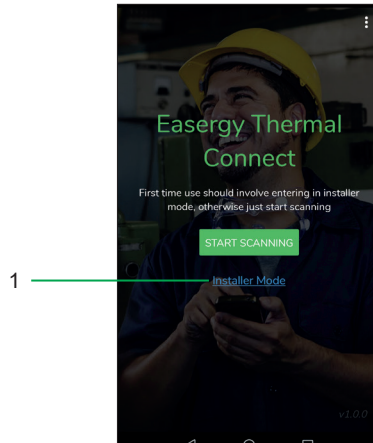 Easergy Thermal
Connect
First time use should involve entering in installer
mode, otherwise just start scanning
START SCANNING
1
Installer Mode
v1.0.0